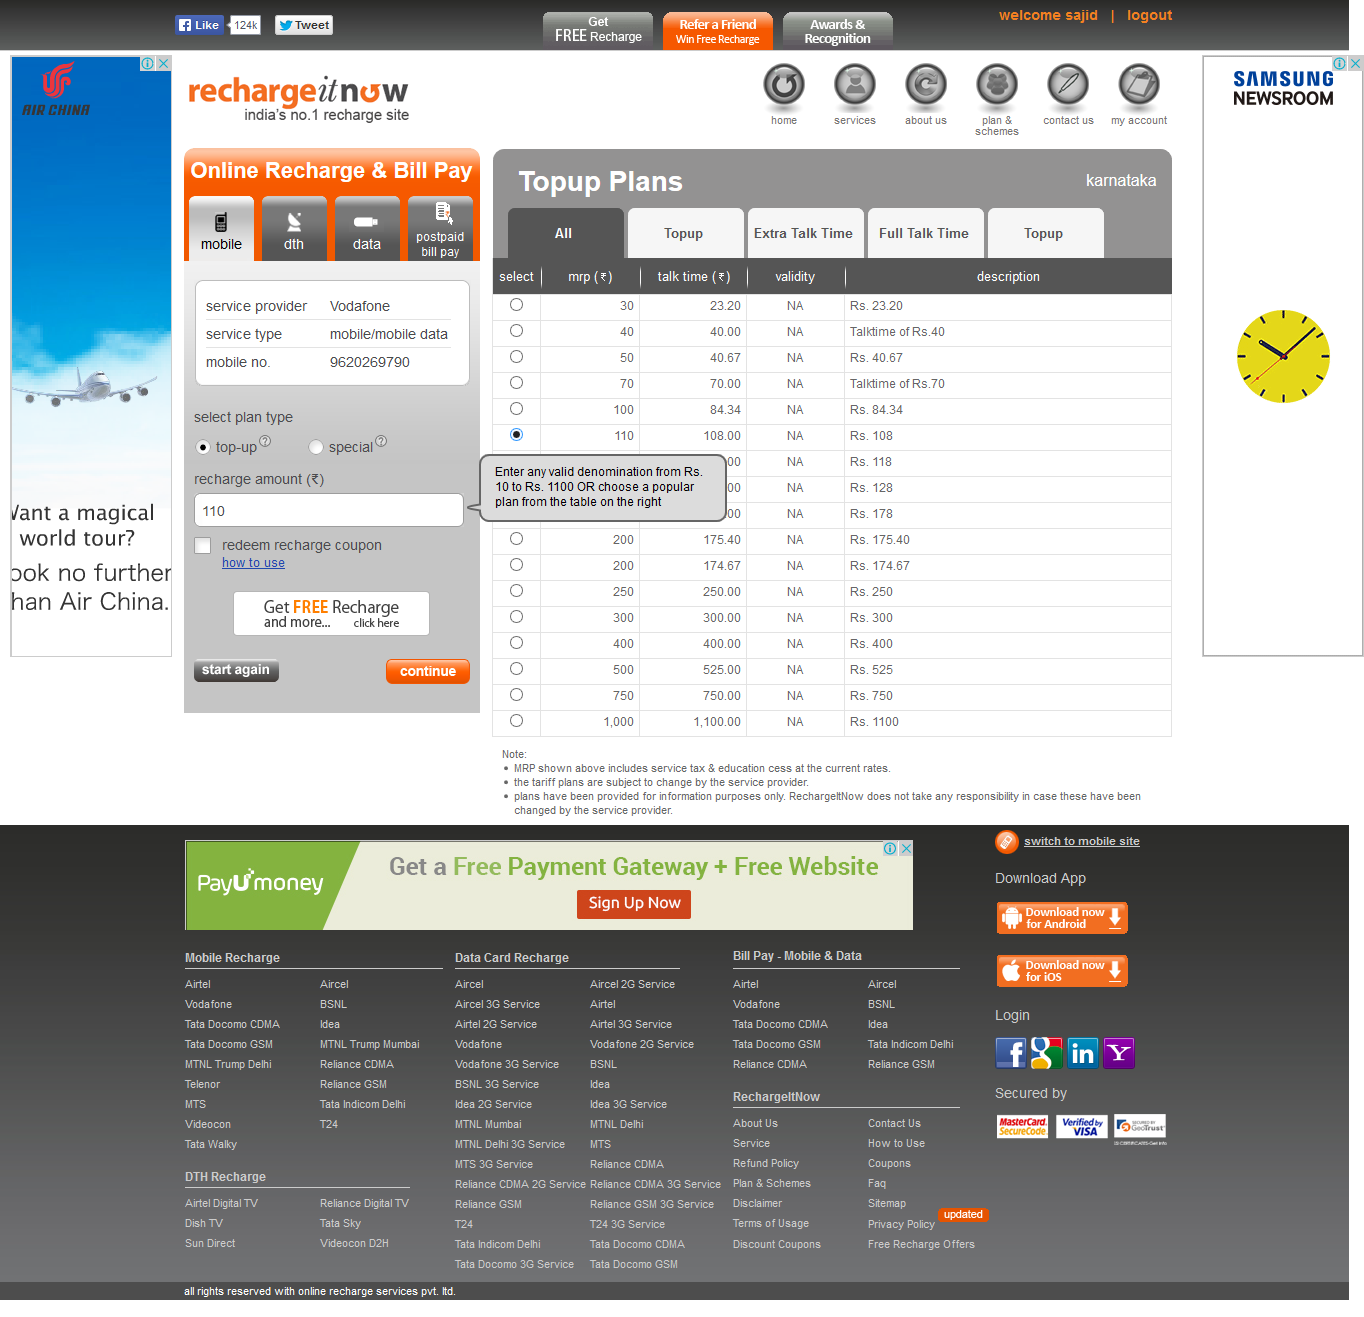 Like 124k Tweet
Get
FREE Recharge
Refer a Friend
Win Free Recharge
Awards &
Recognition
welcome sajid | logout
AIR CHINA
Want a magical
world tour?
ook no further
han Air China.
rechargeitnow
india's no.1 recharge site
home
services
about us
plan &
schemes
contact us
my account
SAMSUNG
NEWSROOM
Online Recharge & Bill Pay
mobile
dth
data
postpaid
bill pay
service provider Vodafone
service type mobile/mobile data
mobile no. 9620269790
select plan type
top-up ? special ?
recharge amount (₹)
110
redeem recharge coupon
how to use
Get FREE Recharge
and more... click here
start again continue
Enter any valid denomination from Rs.
10 to Rs. 1100 OR choose a popular
plan from the table on the right
Topup Plans
karnataka
All Topup Extra Talk Time Full Talk Time Topup
select mrp (₹) talk time (₹) validity description
30 23.20 NA Rs. 23.20
40 40.00 NA Talktime of Rs.40
50 40.67 NA Rs. 40.67
70 70.00 NA Talktime of Rs.70
100 84.34 NA Rs. 84.34
110 108.00 NA Rs. 108
00 NA Rs. 118
00 NA Rs. 128
00 NA Rs. 178
200 175.40 NA Rs. 175.40
200 174.67 NA Rs. 174.67
250 250.00 NA Rs. 250
300 300.00 NA Rs. 300
400 400.00 NA Rs. 400
500 525.00 NA Rs. 525
750 750.00 NA Rs. 750
1,000 1,100.00 NA Rs. 1100
Note:
• MRP shown above includes service tax & education cess at the current rates.
• the tariff plans are subject to change by the service provider.
• plans have been provided for information purposes only. RechargeItNow does not take any responsibility in case these have been
changed by the service provider.
PayUmoney
Get a Free Payment Gateway + Free Website
Sign Up Now
switch to mobile site
Download App
Download now
for Android
Download now
for iOS
Login
Secured by
MasterCard.
SecureCode.
Verified by
VISA
GeoTrust
Mobile Recharge
Airtel Aircel
Vodafone BSNL
Tata Docomo CDMA Idea
Tata Docomo GSM MTNL Trump Mumbai
MTNL Trump Delhi Reliance CDMA
Telenor Reliance GSM
MTS Tata Indicom Delhi
Videocon T24
Tata Walky
DTH Recharge
Airtel Digital TV Reliance Digital TV
Dish TV Tata Sky
Sun Direct Videocon D2H
Data Card Recharge
Aircel Aircel 2G Service
Aircel 3G Service Airtel
Airtel 2G Service Airtel 3G Service
Vodafone Vodafone 2G Service
Vodafone 3G Service BSNL
BSNL 3G Service Idea
Idea 2G Service Idea 3G Service
MTNL Mumbai MTNL Delhi
MTNL Delhi 3G Service MTS
MTS 3G Service Reliance CDMA
Reliance CDMA 2G Service Reliance CDMA 3G Service
Reliance GSM Reliance GSM 3G Service
T24 T24 3G Service
Tata Indicom Delhi Tata Docomo CDMA
Tata Docomo 3G Service Tata Docomo GSM
Bill Pay - Mobile & Data
Airtel Aircel
Vodafone BSNL
Tata Docomo CDMA Idea
Tata Docomo GSM Tata Indicom Delhi
Reliance CDMA Reliance GSM
RechargeItNow
About Us Contact Us
Service How to Use
Refund Policy Coupons
Plan & Schemes Faq
Disclaimer Sitemap
Terms of Usage Privacy Policy updated
Discount Coupons Free Recharge Offers
all rights reserved with online recharge services pvt. ltd.